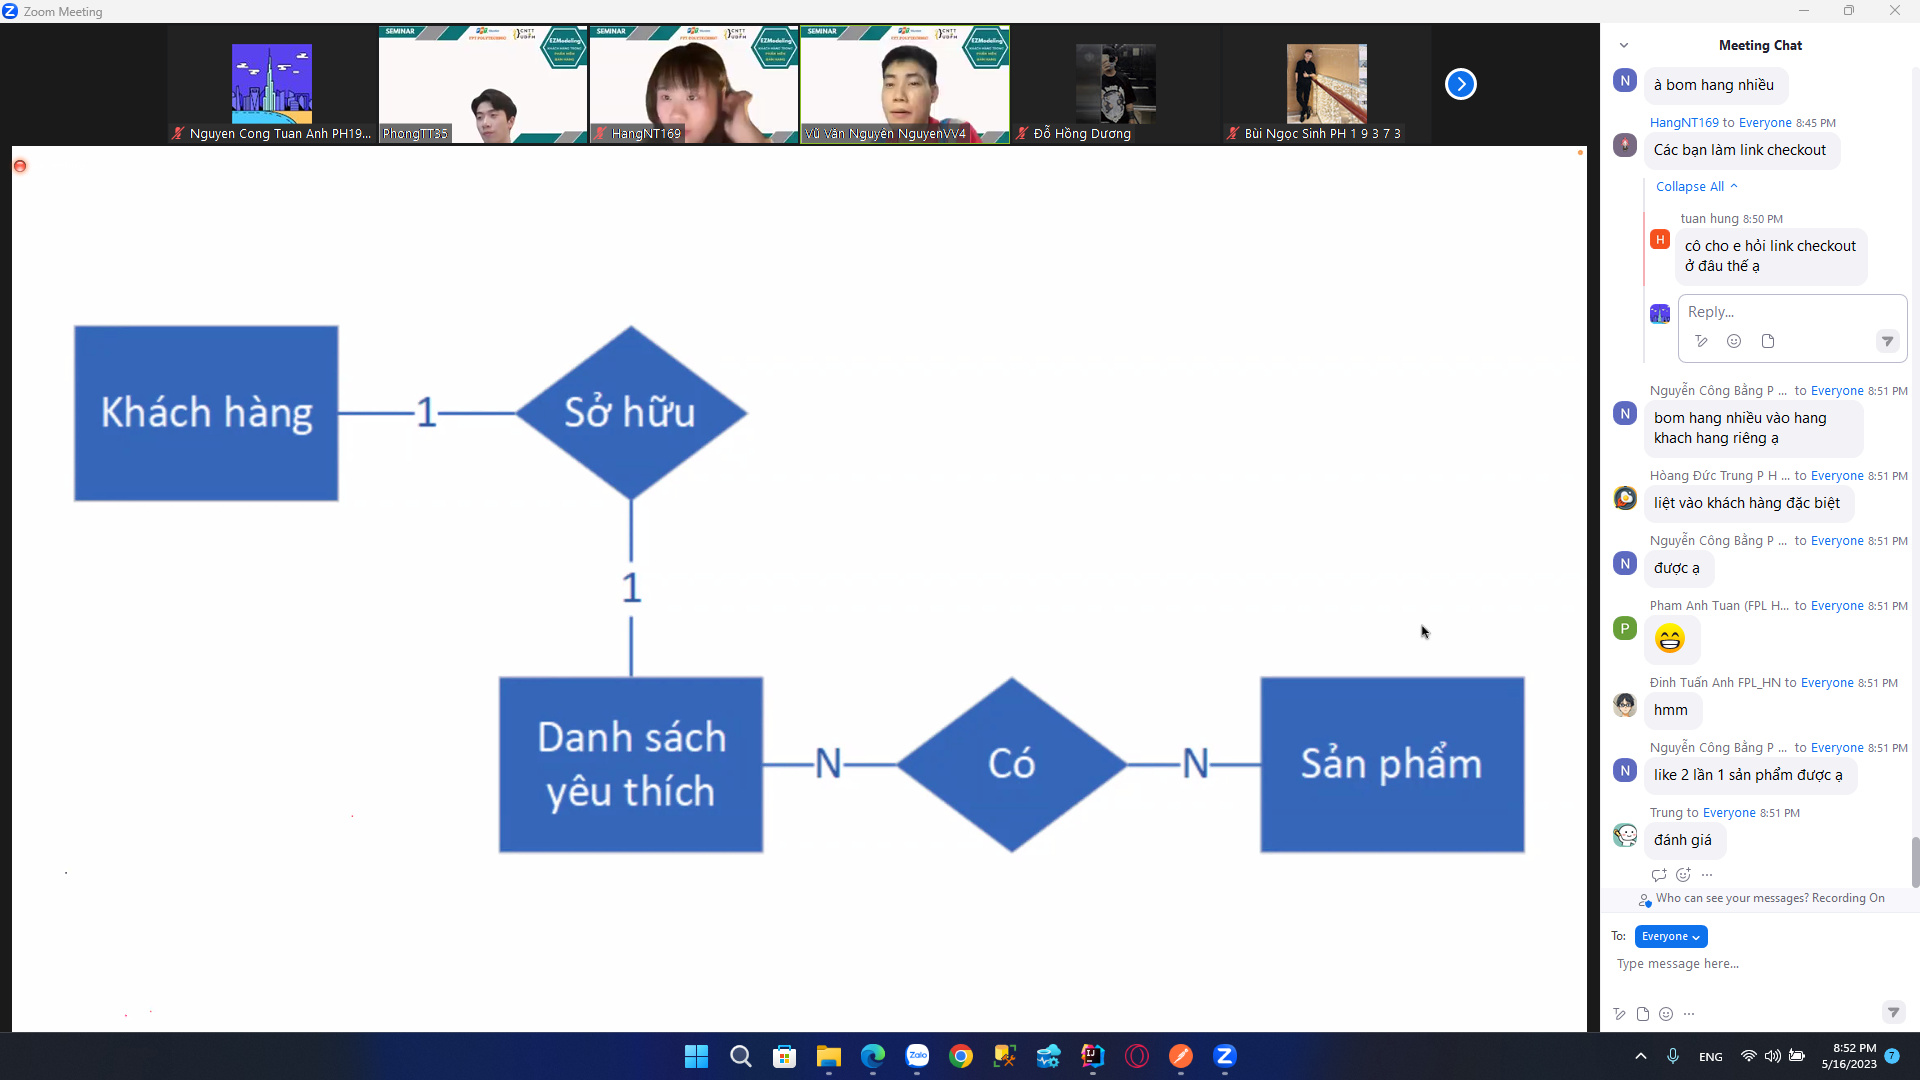 Zoom Meeting
SEMINAR
EZModeling
SEMINAR
EZModeling
SEMINAR
EZModeling
Nguyen Cong Tuan Anh PH19...
PhongTT35
HangNT169
Vũ Văn Nguyên NguyenVV4
Đỗ Hồng Dương
Bùi Ngọc Sinh PH 1 9 3 7 3
Khách hàng
1
Sở hữu
1
Danh sách
yêu thích
N
Có
N
Sản phẩm
Meeting Chat
N
à bom hang nhiều
HangNT169 to Everyone 8:45 PM
Các bạn làm link checkout
Collapse All
tuan hung 8:50 PM
H
cô cho e hỏi link checkout
ở đâu thế ạ
Reply...
Nguyễn Công Bằng P ... to Everyone 8:51 PM
N
bom hang nhiều vào hang
khach hang riêng ạ
Hòang Đức Trung P H ... to Everyone 8:51 PM
liệt vào khách hàng đặc biệt
Nguyễn Công Bằng P ... to Everyone 8:51 PM
N
được ạ
Pham Anh Tuan (FPL H... to Everyone 8:51 PM
P
Đinh Tuấn Anh FPL_HN to Everyone 8:51 PM
hmm
Nguyễn Công Bằng P ... to Everyone 8:51 PM
N
like 2 lần 1 sản phẩm được ạ
Trung to Everyone 8:51 PM
đánh giá
Who can see your messages? Recording On
To: Everyone
Type message here...
Zalo
ENG
8:52 PM
5/16/2023
7